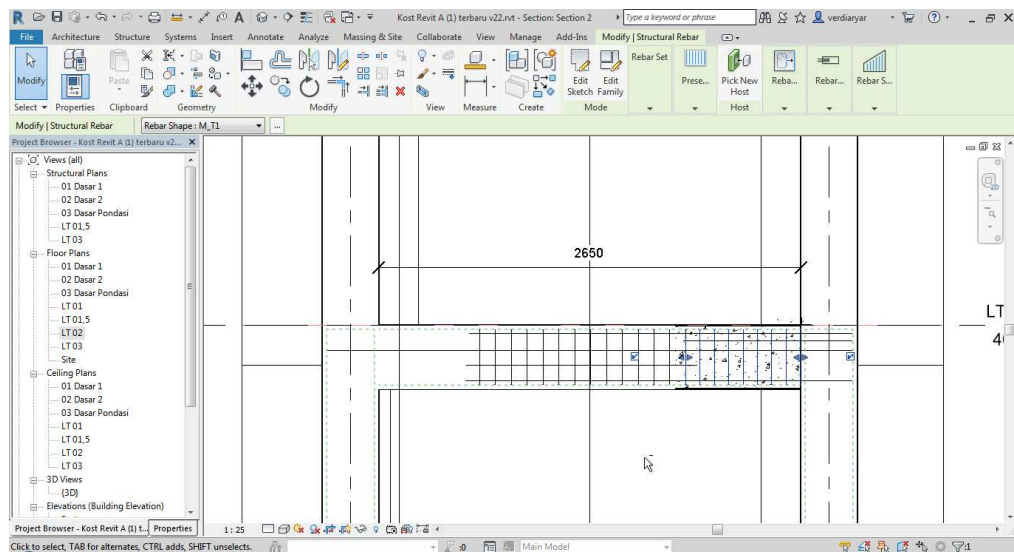 Kost Revit A (1) terbaru v22.rvt - Section: Section 2
Type a keyword or phrase
verdiaryar
File Architecture Structure Systems Insert Annotate Analyze Massing & Site Collaborate View Manage Add-Ins Modify | Structural Rebar
Modify
Paste
Edit Sketch
Edit Family
Rebar Set
Prese...
Pick New Host
Reba...
Rebar...
Rebar S...
Select Properties Clipboard Geometry Modify View Measure Create Mode Host
Modify | Structural Rebar
Rebar Shape : M_T1
...
Project Browser - Kost Revit A (1) terbaru v2...
Views (all)
Structural Plans
01 Dasar 1
02 Dasar 2
03 Dasar Pondasi
LT 01,5
LT 03
Floor Plans
01 Dasar 1
02 Dasar 2
03 Dasar Pondasi
LT 01
LT 01,5
LT 02
LT 03
Site
Ceiling Plans
01 Dasar 1
02 Dasar 2
03 Dasar Pondasi
LT 01
LT 01,5
LT 02
LT 03
3D Views
{3D}
Elevations (Building Elevation)
2650
LT
Project Browser - Kost Revit A (1) t... Properties
1 : 25
Click to select, TAB for alternates, CTRL adds, SHIFT unselects.
:0
Main Model
:1